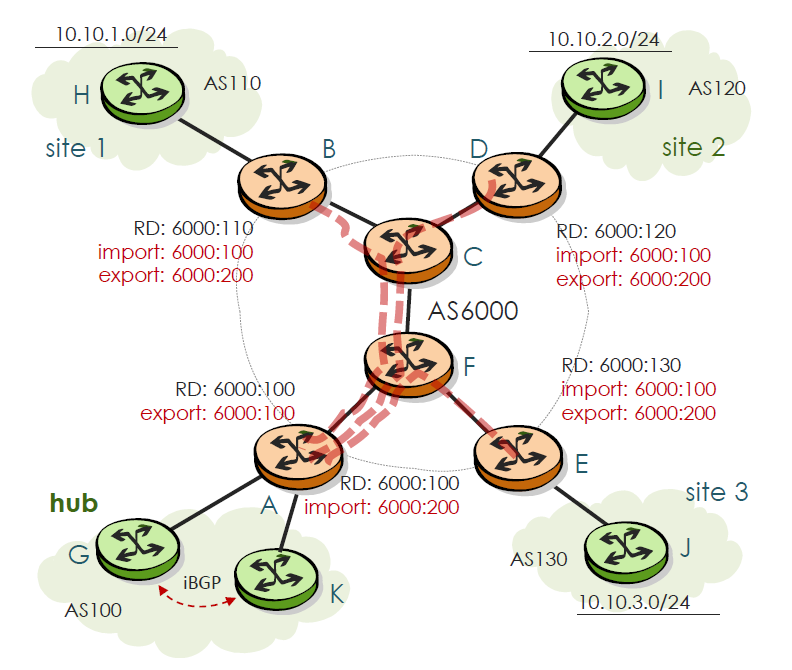 10.10.1.0/24
10.10.2.0/24
H
AS110
I
AS120
site 1
B
D
site 2
RD: 6000:110
import: 6000:100
export: 6000:200
C
RD: 6000:120
import: 6000:100
export: 6000:200
AS6000
RD: 6000:100
export: 6000:100
F
RD: 6000:130
import: 6000:100
export: 6000:200
hub
A
RD: 6000:100
import: 6000:200
E
site 3
G
iBGP
K
AS100
AS130
J
10.10.3.0/24